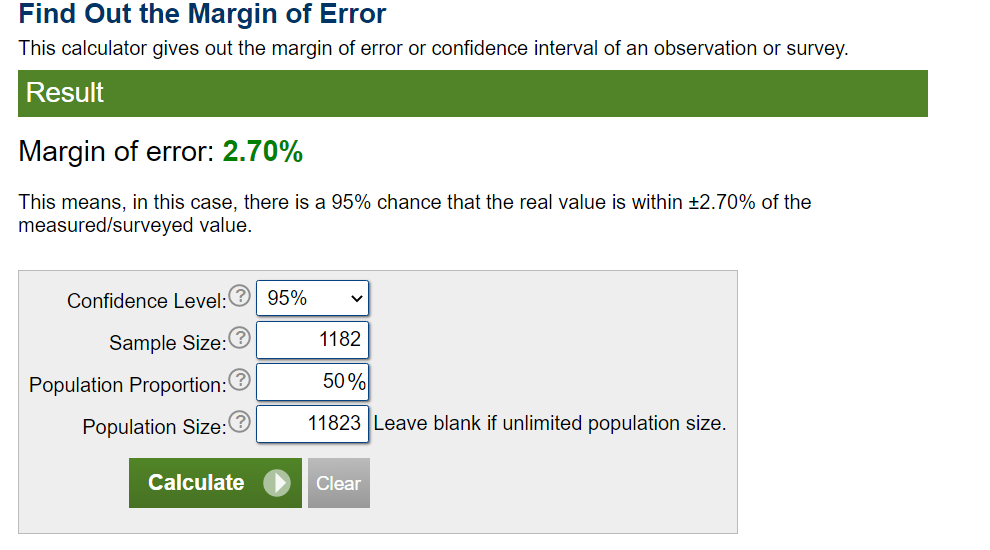 Find Out the Margin of Error
This calculator gives out the margin of error or confidence interval of an observation or survey.
Result
Margin of error: 2.70%
This means, in this case, there is a 95% chance that the real value is within ±2.70% of the
measured/surveyed value.
Confidence Level: ? 95%
Sample Size: ? 1182
Population Proportion: ? 50%
Population Size: ? 11823 Leave blank if unlimited population size.
Calculate Clear